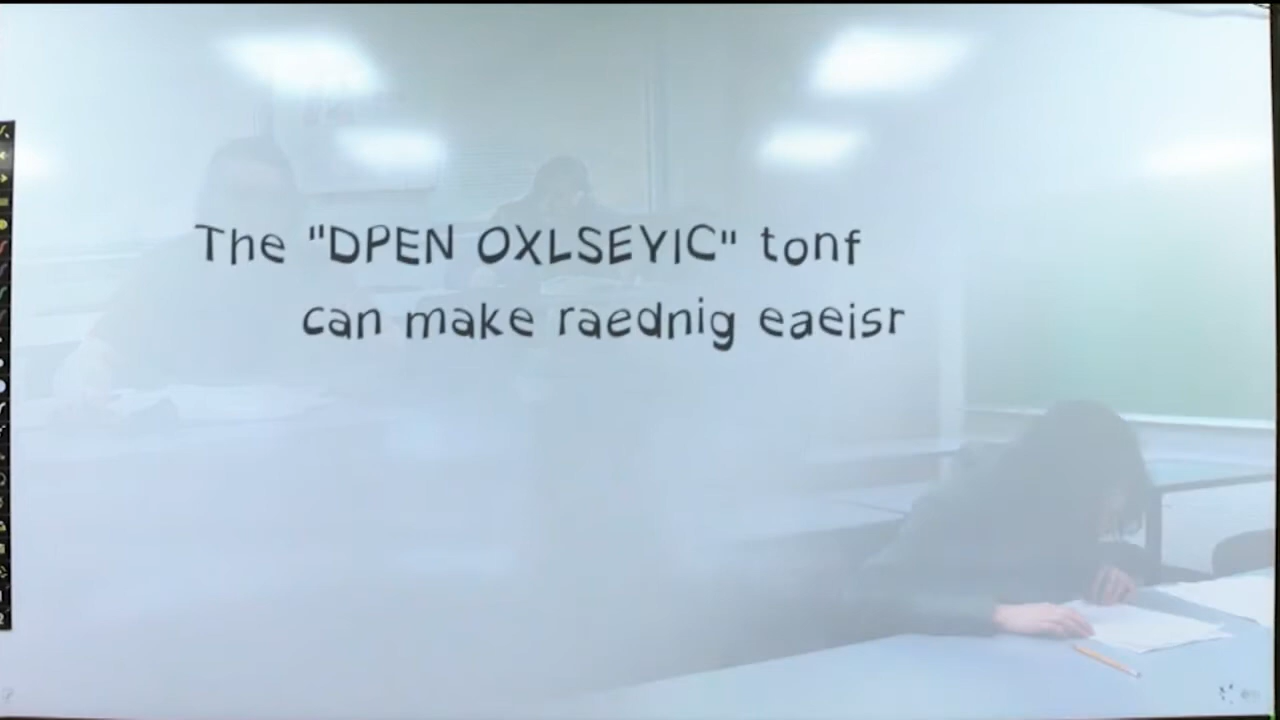 The "DPEN OXLSEYIC" tonf
can make raednig eaeisr